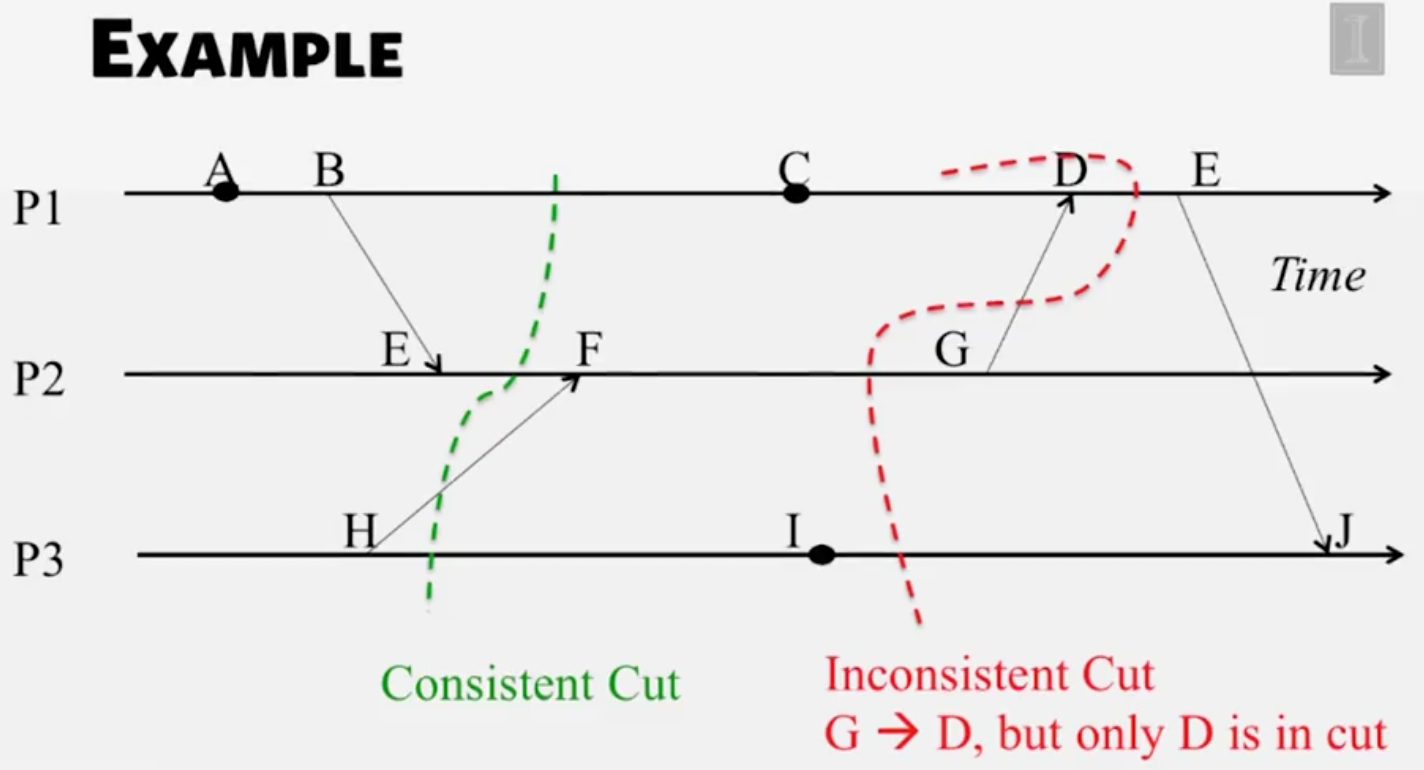 EXAMPLE
I
A B C D E
P1
Time
E F G
P2
H I J
P3
Consistent Cut
Inconsistent Cut
G → D, but only D is in cut